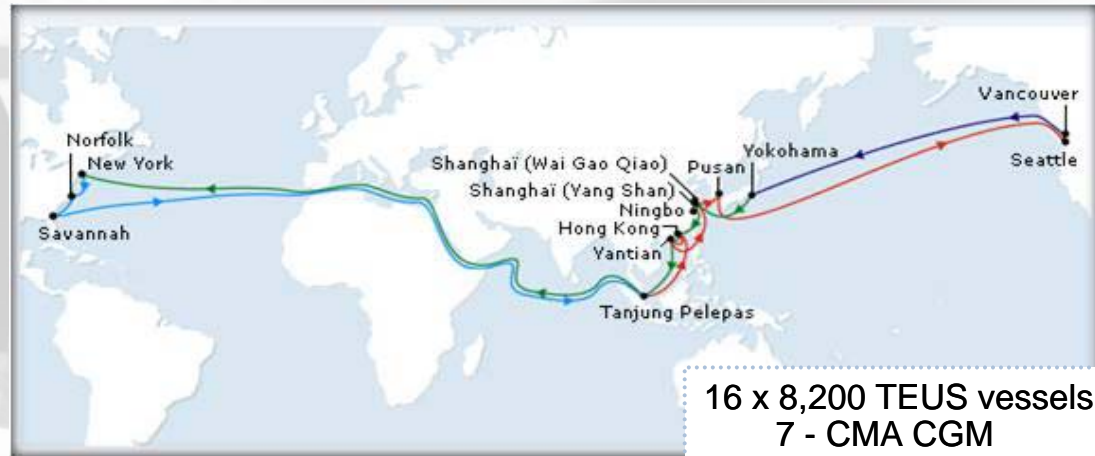 Vancouver
Norfolk
New York
Yokohama
Shanghaï (Wai Gao Qiao)
Pusan
Seattle
Shanghaï (Yang Shan)
Ningbo
Savannah
Hong Kong
Yantian
Tanjung Pelepas
16 x 8,200 TEUS vessels
7 - CMA CGM